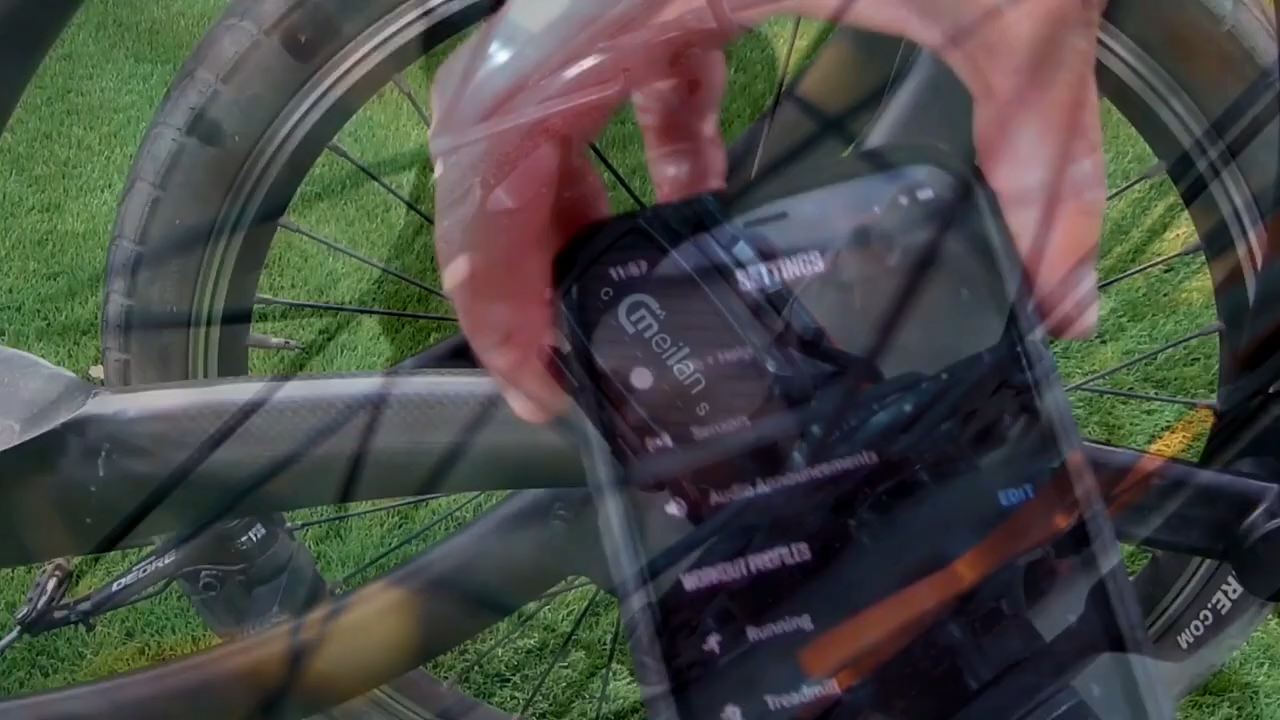 11:57
SETTINGS
meilan
Sensors
Audio Announcements
EDIT
WORKOUT PROFILES
Running
Treadmill
DEORE
RE.COM